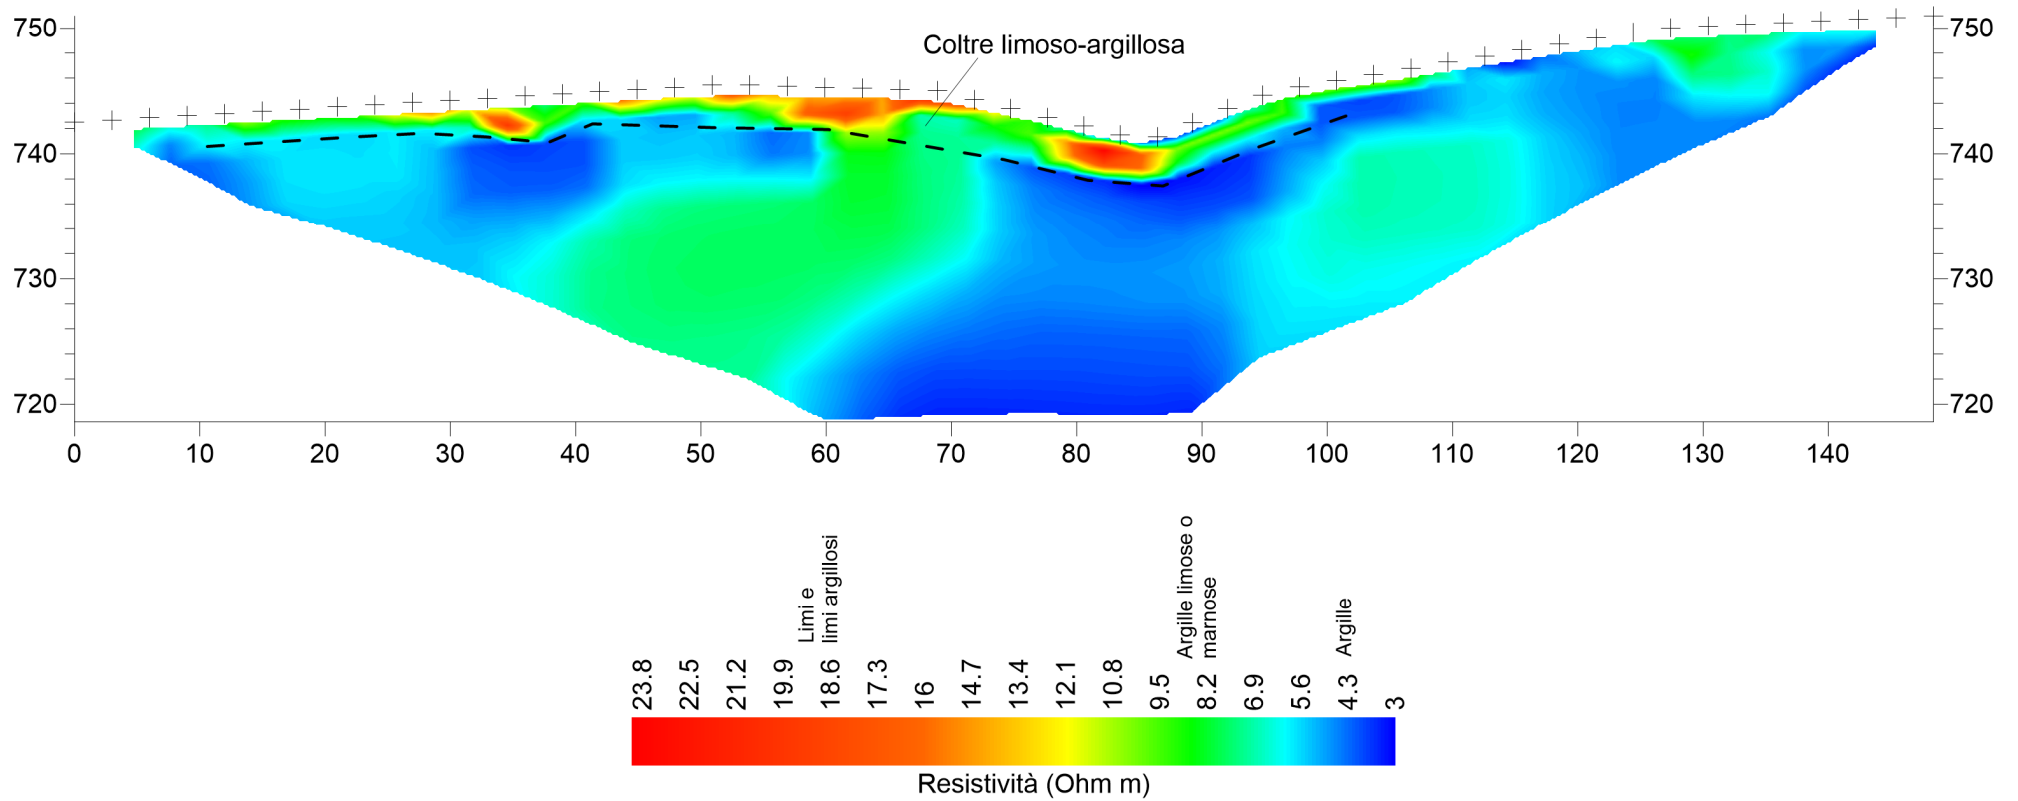 Coltre limoso-argillosa
750
740
730
720
750
740
730
720
0 10 20 30 40 50 60 70 80 90 100 110 120 130 140
Limi e
limi argillosi
Argille limose o
marnose
Argille
23.8 22.5 21.2 19.9 18.6 17.3 16 14.7 13.4 12.1 10.8 9.5 8.2 6.9 5.6 4.3 3
Resistività (Ohm m)